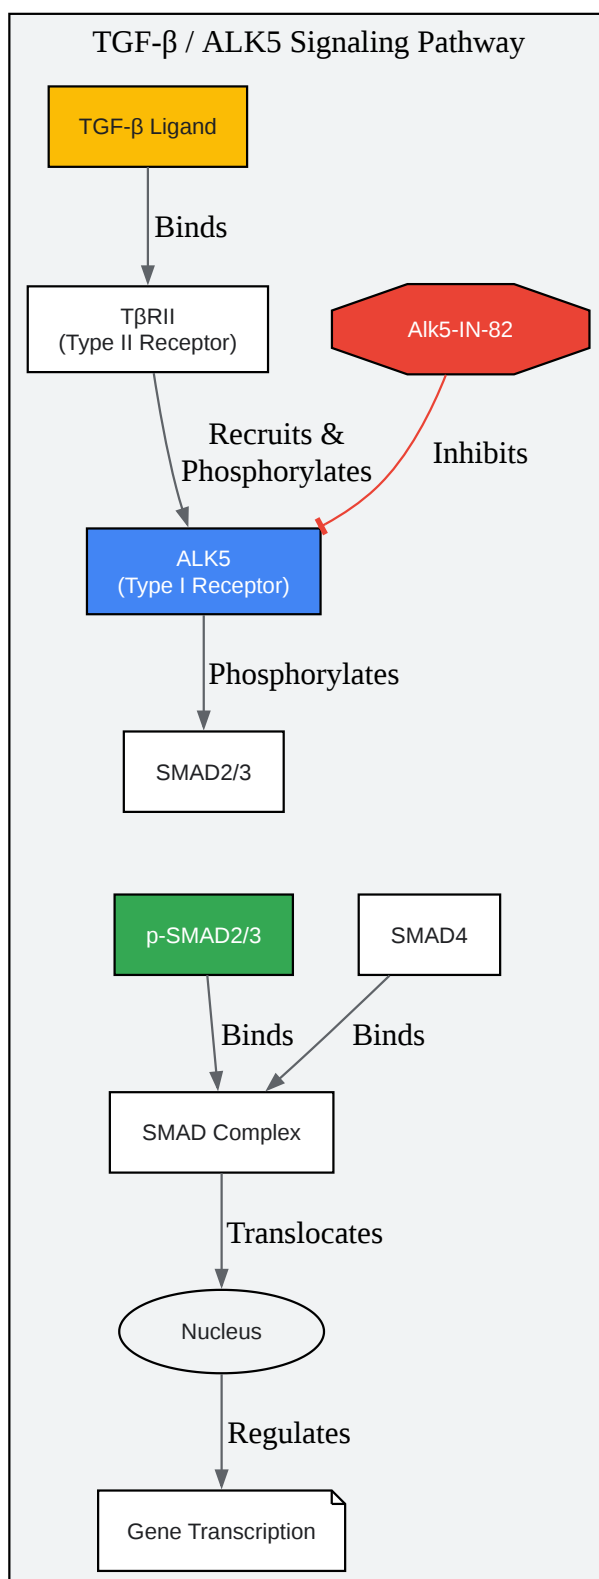 TGF-β / ALK5 Signaling Pathway
TGF-β Ligand
Binds
TβRII
(Type II Receptor)
Alk5-IN-82
Recruits &
Phosphorylates
Inhibits
ALK5
(Type I Receptor)
Phosphorylates
SMAD2/3
p-SMAD2/3
SMAD4
Binds
Binds
SMAD Complex
Translocates
Nucleus
Regulates
Gene Transcription